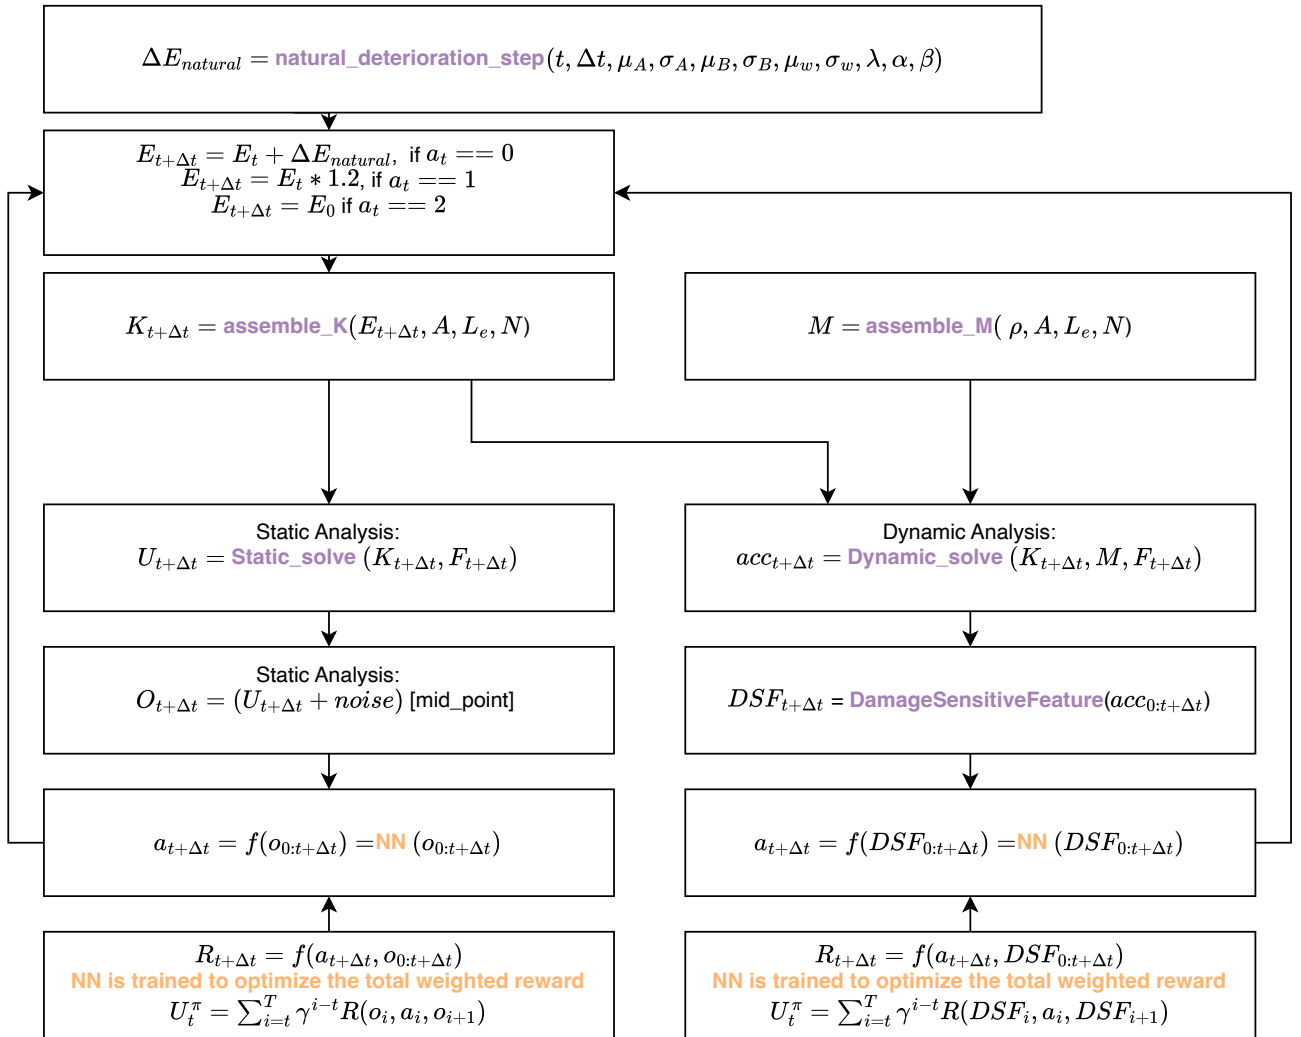 ΔE_{natural} = natural_deterioration_step(t, Δt, μ_A, σ_A, μ_B, σ_B, μ_w, σ_w, λ, α, β)
E_{t+Δt} = E_t + ΔE_{natural}, if a_t == 0
E_{t+Δt} = E_t * 1.2, if a_t == 1
E_{t+Δt} = E_0 if a_t == 2
K_{t+Δt} = assemble_K(E_{t+Δt}, A, L_e, N)
M = assemble_M( ρ, A, L_e, N)
Static Analysis:
U_{t+Δt} = Static_solve (K_{t+Δt}, F_{t+Δt})
Dynamic Analysis:
acc_{t+Δt} = Dynamic_solve (K_{t+Δt}, M, F_{t+Δt})
Static Analysis:
O_{t+Δt} = (U_{t+Δt} + noise) [mid_point]
DSF_{t+Δt} = DamageSensitiveFeature(acc_{0:t+Δt})
a_{t+Δt} = f(o_{0:t+Δt}) =NN (o_{0:t+Δt})
a_{t+Δt} = f(DSF_{0:t+Δt}) =NN (DSF_{0:t+Δt})
R_{t+Δt} = f(a_{t+Δt}, o_{0:t+Δt})
NN is trained to optimize the total weighted reward
U_t^π = ∑_{i=t}^T γ^{i-t} R(o_i, a_i, o_{i+1})
R_{t+Δt} = f(a_{t+Δt}, DSF_{0:t+Δt})
NN is trained to optimize the total weighted reward
U_t^π = ∑_{i=t}^T γ^{i-t} R(DSF_i, a_i, DSF_{i+1})